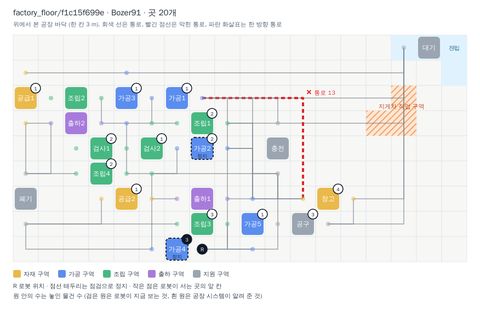 factory_floor/f1c15f699e · Bozer91 · 곳 20개
위에서 본 공장 바닥 (한 칸 3 m). 회색 선은 통로, 빨간 점선은 막힌 통로, 파란 화살표는 한 방향 통로
대기 진입
공급1 1 조립2 가공3 1 가공1 1 ✕ 통로 13
지게차 작업 구역
출하2 조립1 2
검사1 2 검사2 1 가공2 2 충전
조립4 2
폐기 공급2 1 출하1 창고 4
조립3 3 가공5 1 공구 3
가공4 3 R
자재 구역 가공 구역 조립 구역 출하 구역 지원 구역
R 로봇 위치 · 점선 테두리는 점검으로 정지 · 작은 점은 로봇이 서는 곳의 앞 칸
원 안의 수는 놓인 물건 수 (검은 원은 로봇이 지금 보는 것, 흰 원은 공장 시스템이 알려 준 것)